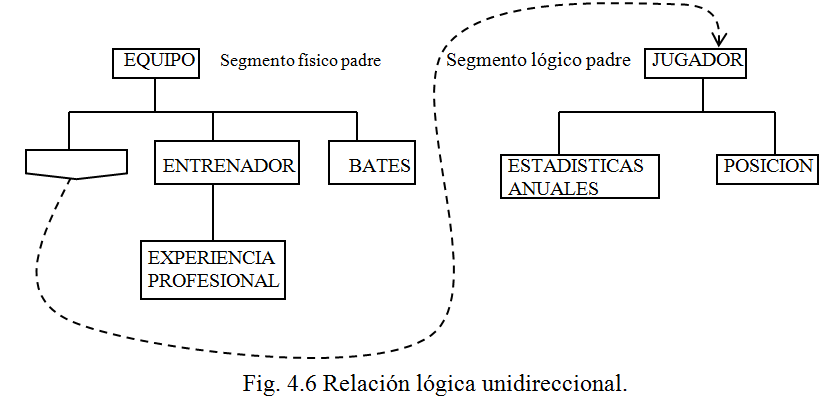 EQUIPO
Segmento físico padre
Segmento lógico padre
JUGADOR
ENTRENADOR
BATES
ESTADISTICAS
ANUALES
POSICION
EXPERIENCIA
PROFESIONAL
Fig. 4.6 Relación lógica unidireccional.